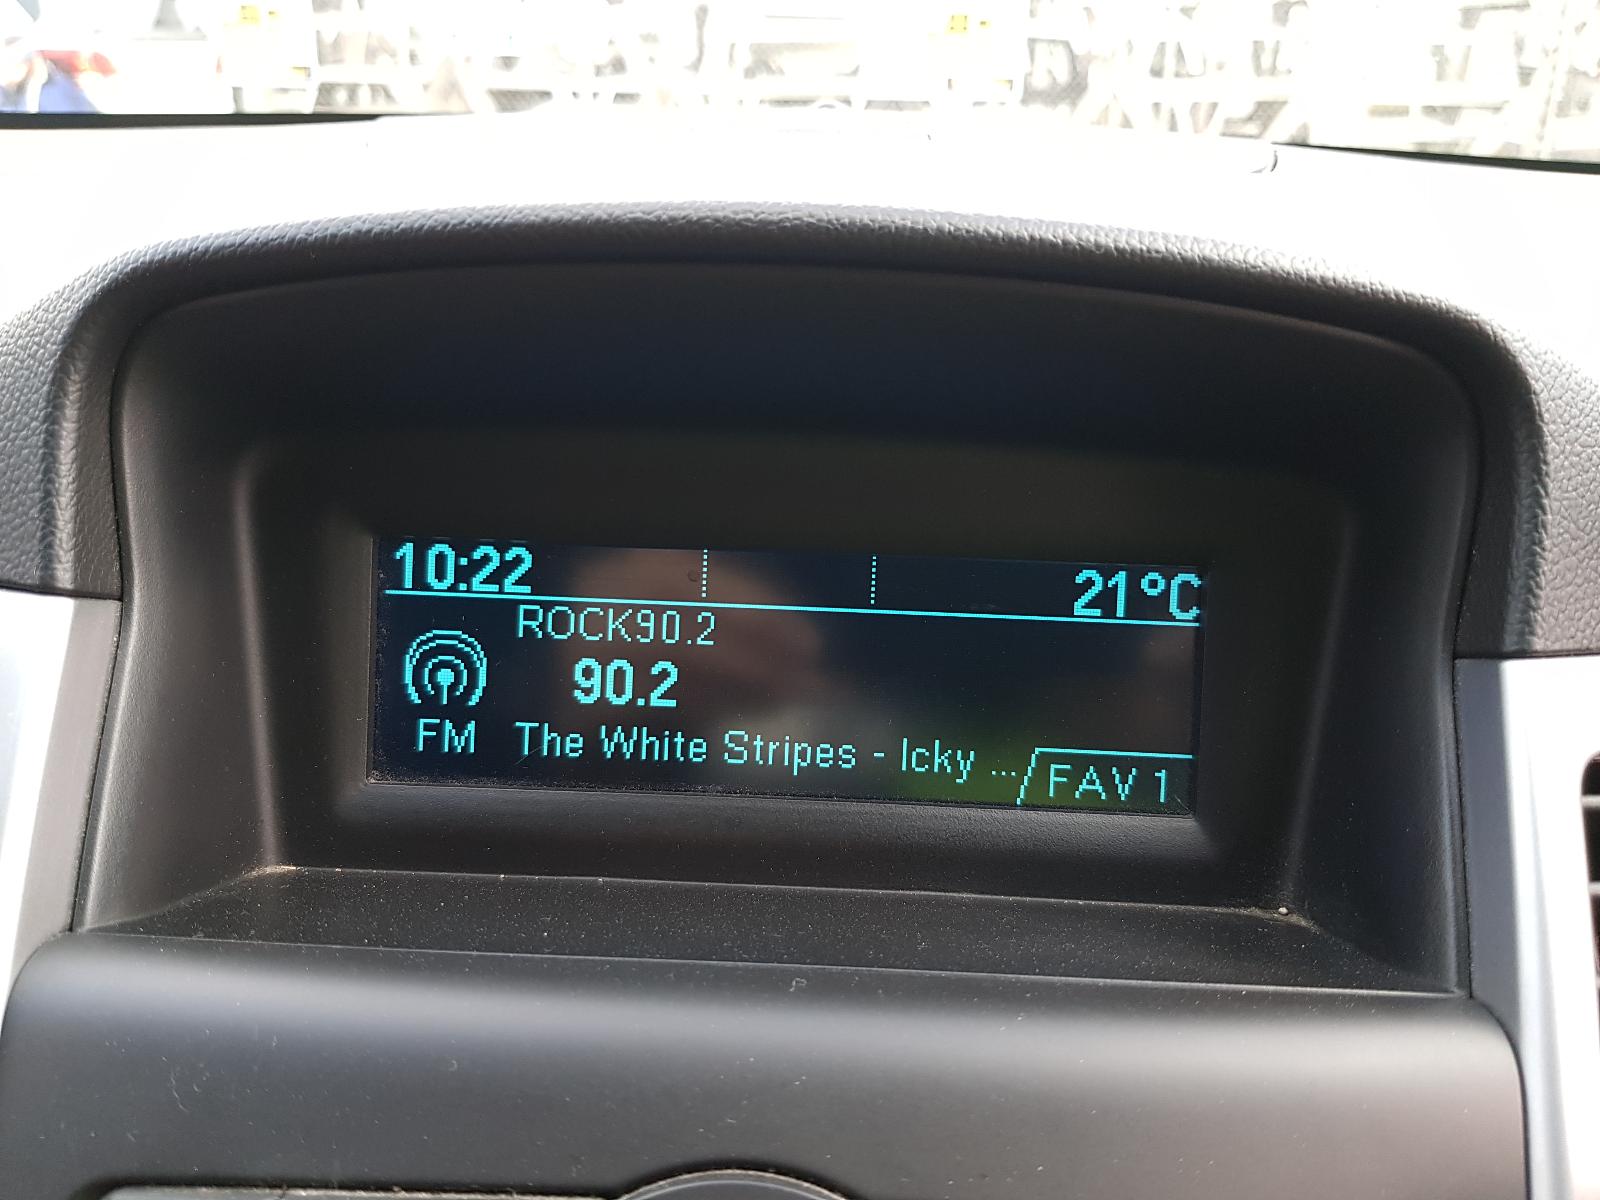 10:22 21°C
ROCK90.2
90.2
FM The White Stripes - Icky ... FAV 1